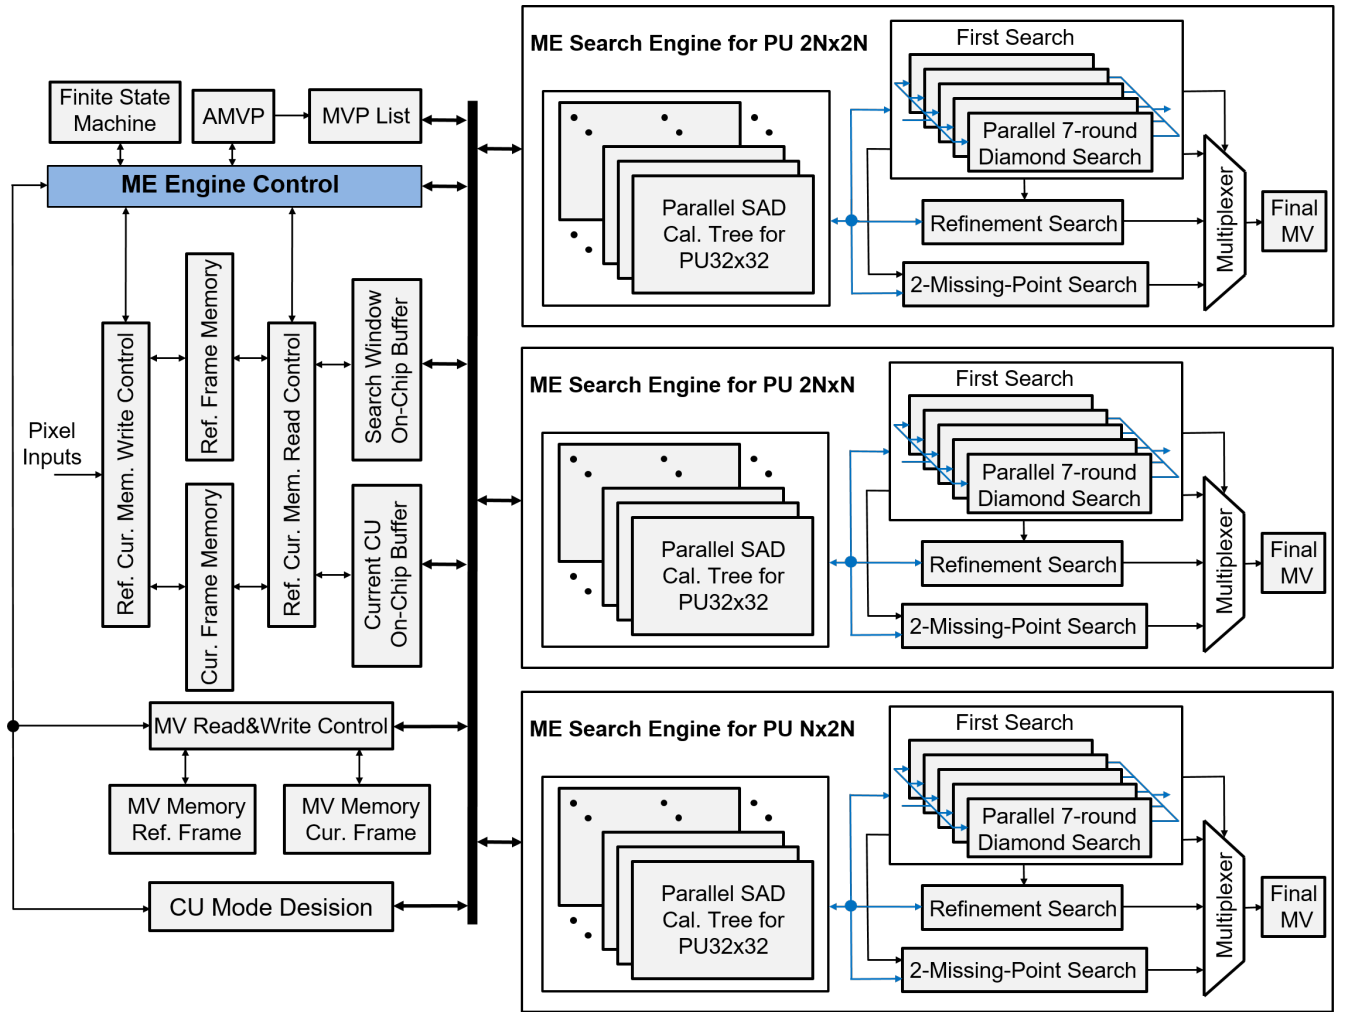 Finite State
Machine
AMVP
MVP List
ME Engine Control
Ref. Cur. Mem. Write Control
Ref. Frame Memory
Cur. Frame Memory
Ref. Cur. Mem. Read Control
Search Window
On-Chip Buffer
Current CU
On-Chip Buffer
Pixel
Inputs
MV Read&Write Control
MV Memory
Ref. Frame
MV Memory
Cur. Frame
CU Mode Desision
ME Search Engine for PU 2Nx2N
Parallel SAD
Cal. Tree for
PU32x32
First Search
Parallel 7-round
Diamond Search
Refinement Search
2-Missing-Point Search
Multiplexer
Final
MV
ME Search Engine for PU 2NxN
Parallel SAD
Cal. Tree for
PU32x32
First Search
Parallel 7-round
Diamond Search
Refinement Search
2-Missing-Point Search
Multiplexer
Final
MV
ME Search Engine for PU Nx2N
Parallel SAD
Cal. Tree for
PU32x32
First Search
Parallel 7-round
Diamond Search
Refinement Search
2-Missing-Point Search
Multiplexer
Final
MV